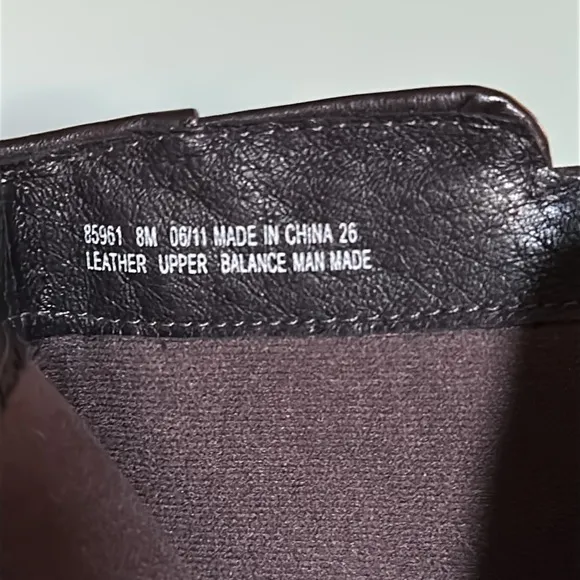 85961 8M 06/11 MADE IN CHINA 26
LEATHER UPPER BALANCE MAN MADE